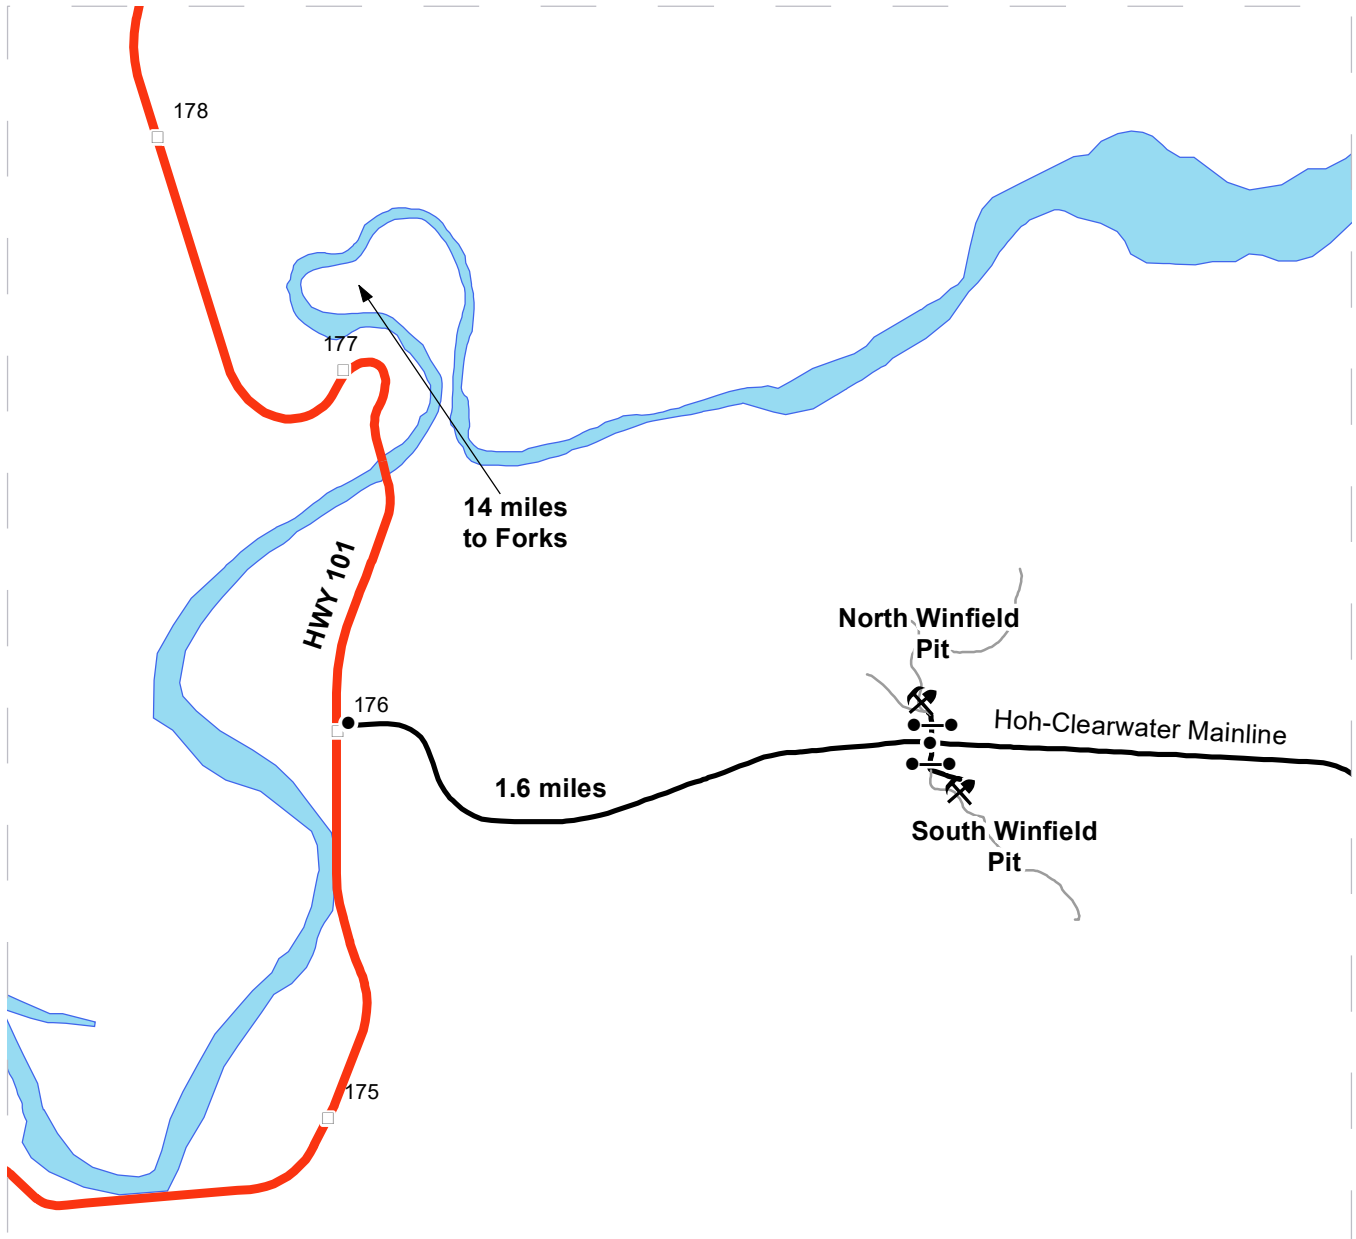 178
177
14 miles
to Forks
HWY 101
North Winfield
Pit
176
Hoh-Clearwater Mainline
1.6 miles
South Winfield
Pit
175